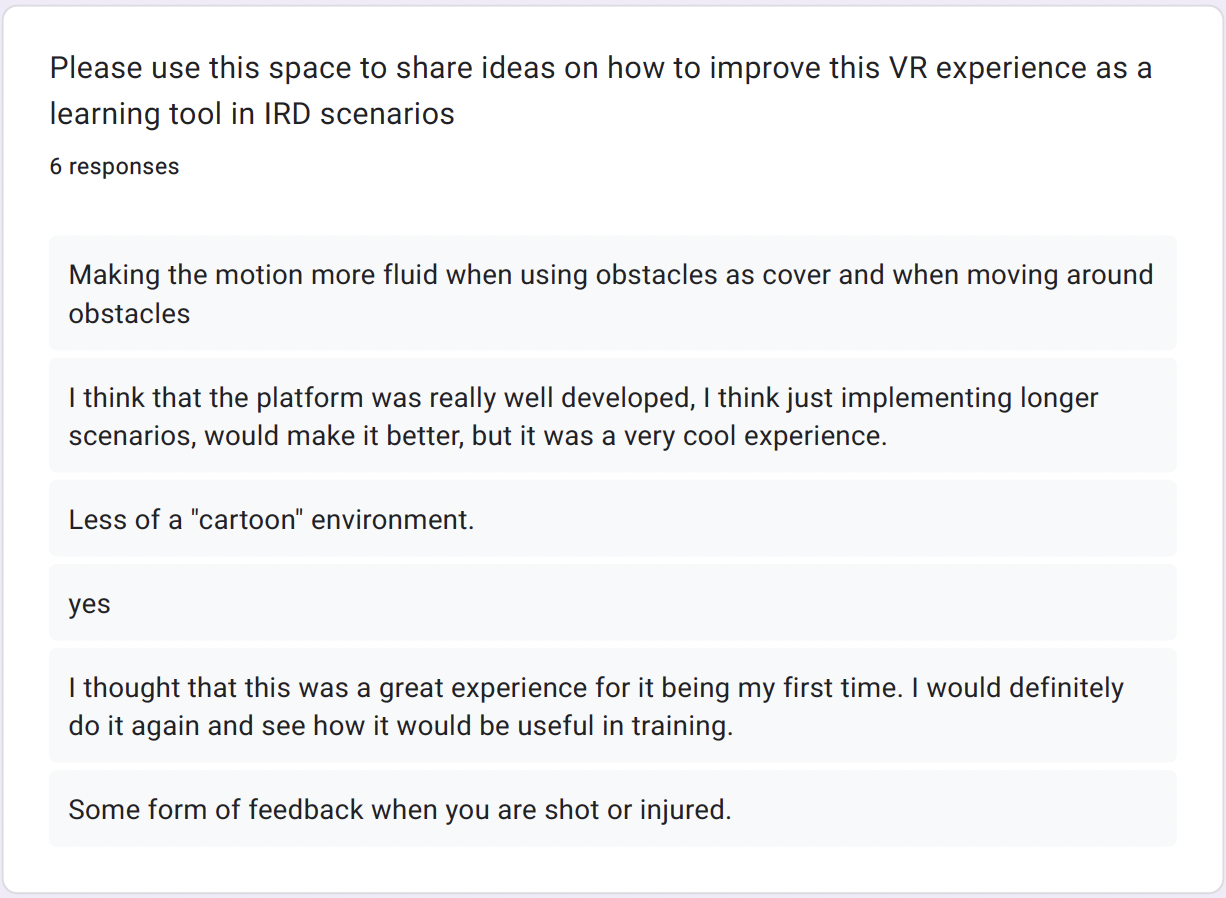 Please use this space to share ideas on how to improve this VR experience as a
learning tool in IRD scenarios
6 responses
Making the motion more fluid when using obstacles as cover and when moving around
obstacles
I think that the platform was really well developed, I think just implementing longer
scenarios, would make it better, but it was a very cool experience.
Less of a "cartoon" environment.
yes
I thought that this was a great experience for it being my first time. I would definitely
do it again and see how it would be useful in training.
Some form of feedback when you are shot or injured.